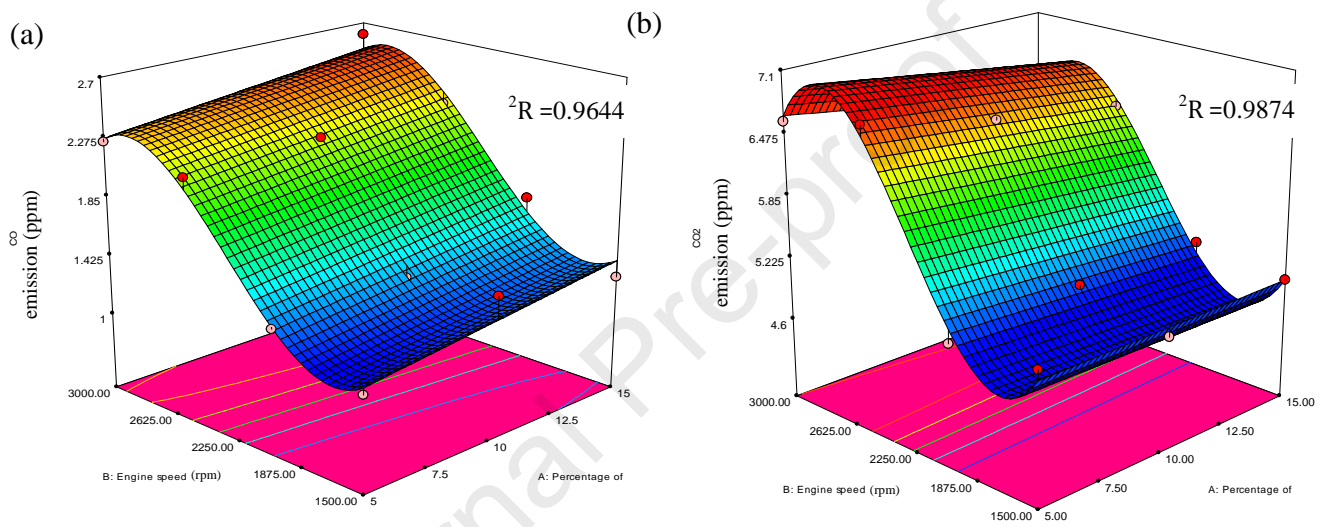 (a)
2.7
2.275
1.85
1.425
1
CO
emission (ppm)
²R =0.9644
3000.00
2625.00
2250.00
1875.00
1500.00
5
7.5
10
12.5
15
B: Engine speed (rpm)
A: Percentage of
(b)
7.1
6.475
5.85
5.225
4.6
CO2
emission (ppm)
²R =0.9874
3000.00
2625.00
2250.00
1875.00
1500.00
5.00
7.50
10.00
12.50
15.00
B: Engine speed (rpm)
A: Percentage of
rnal Pre-proof